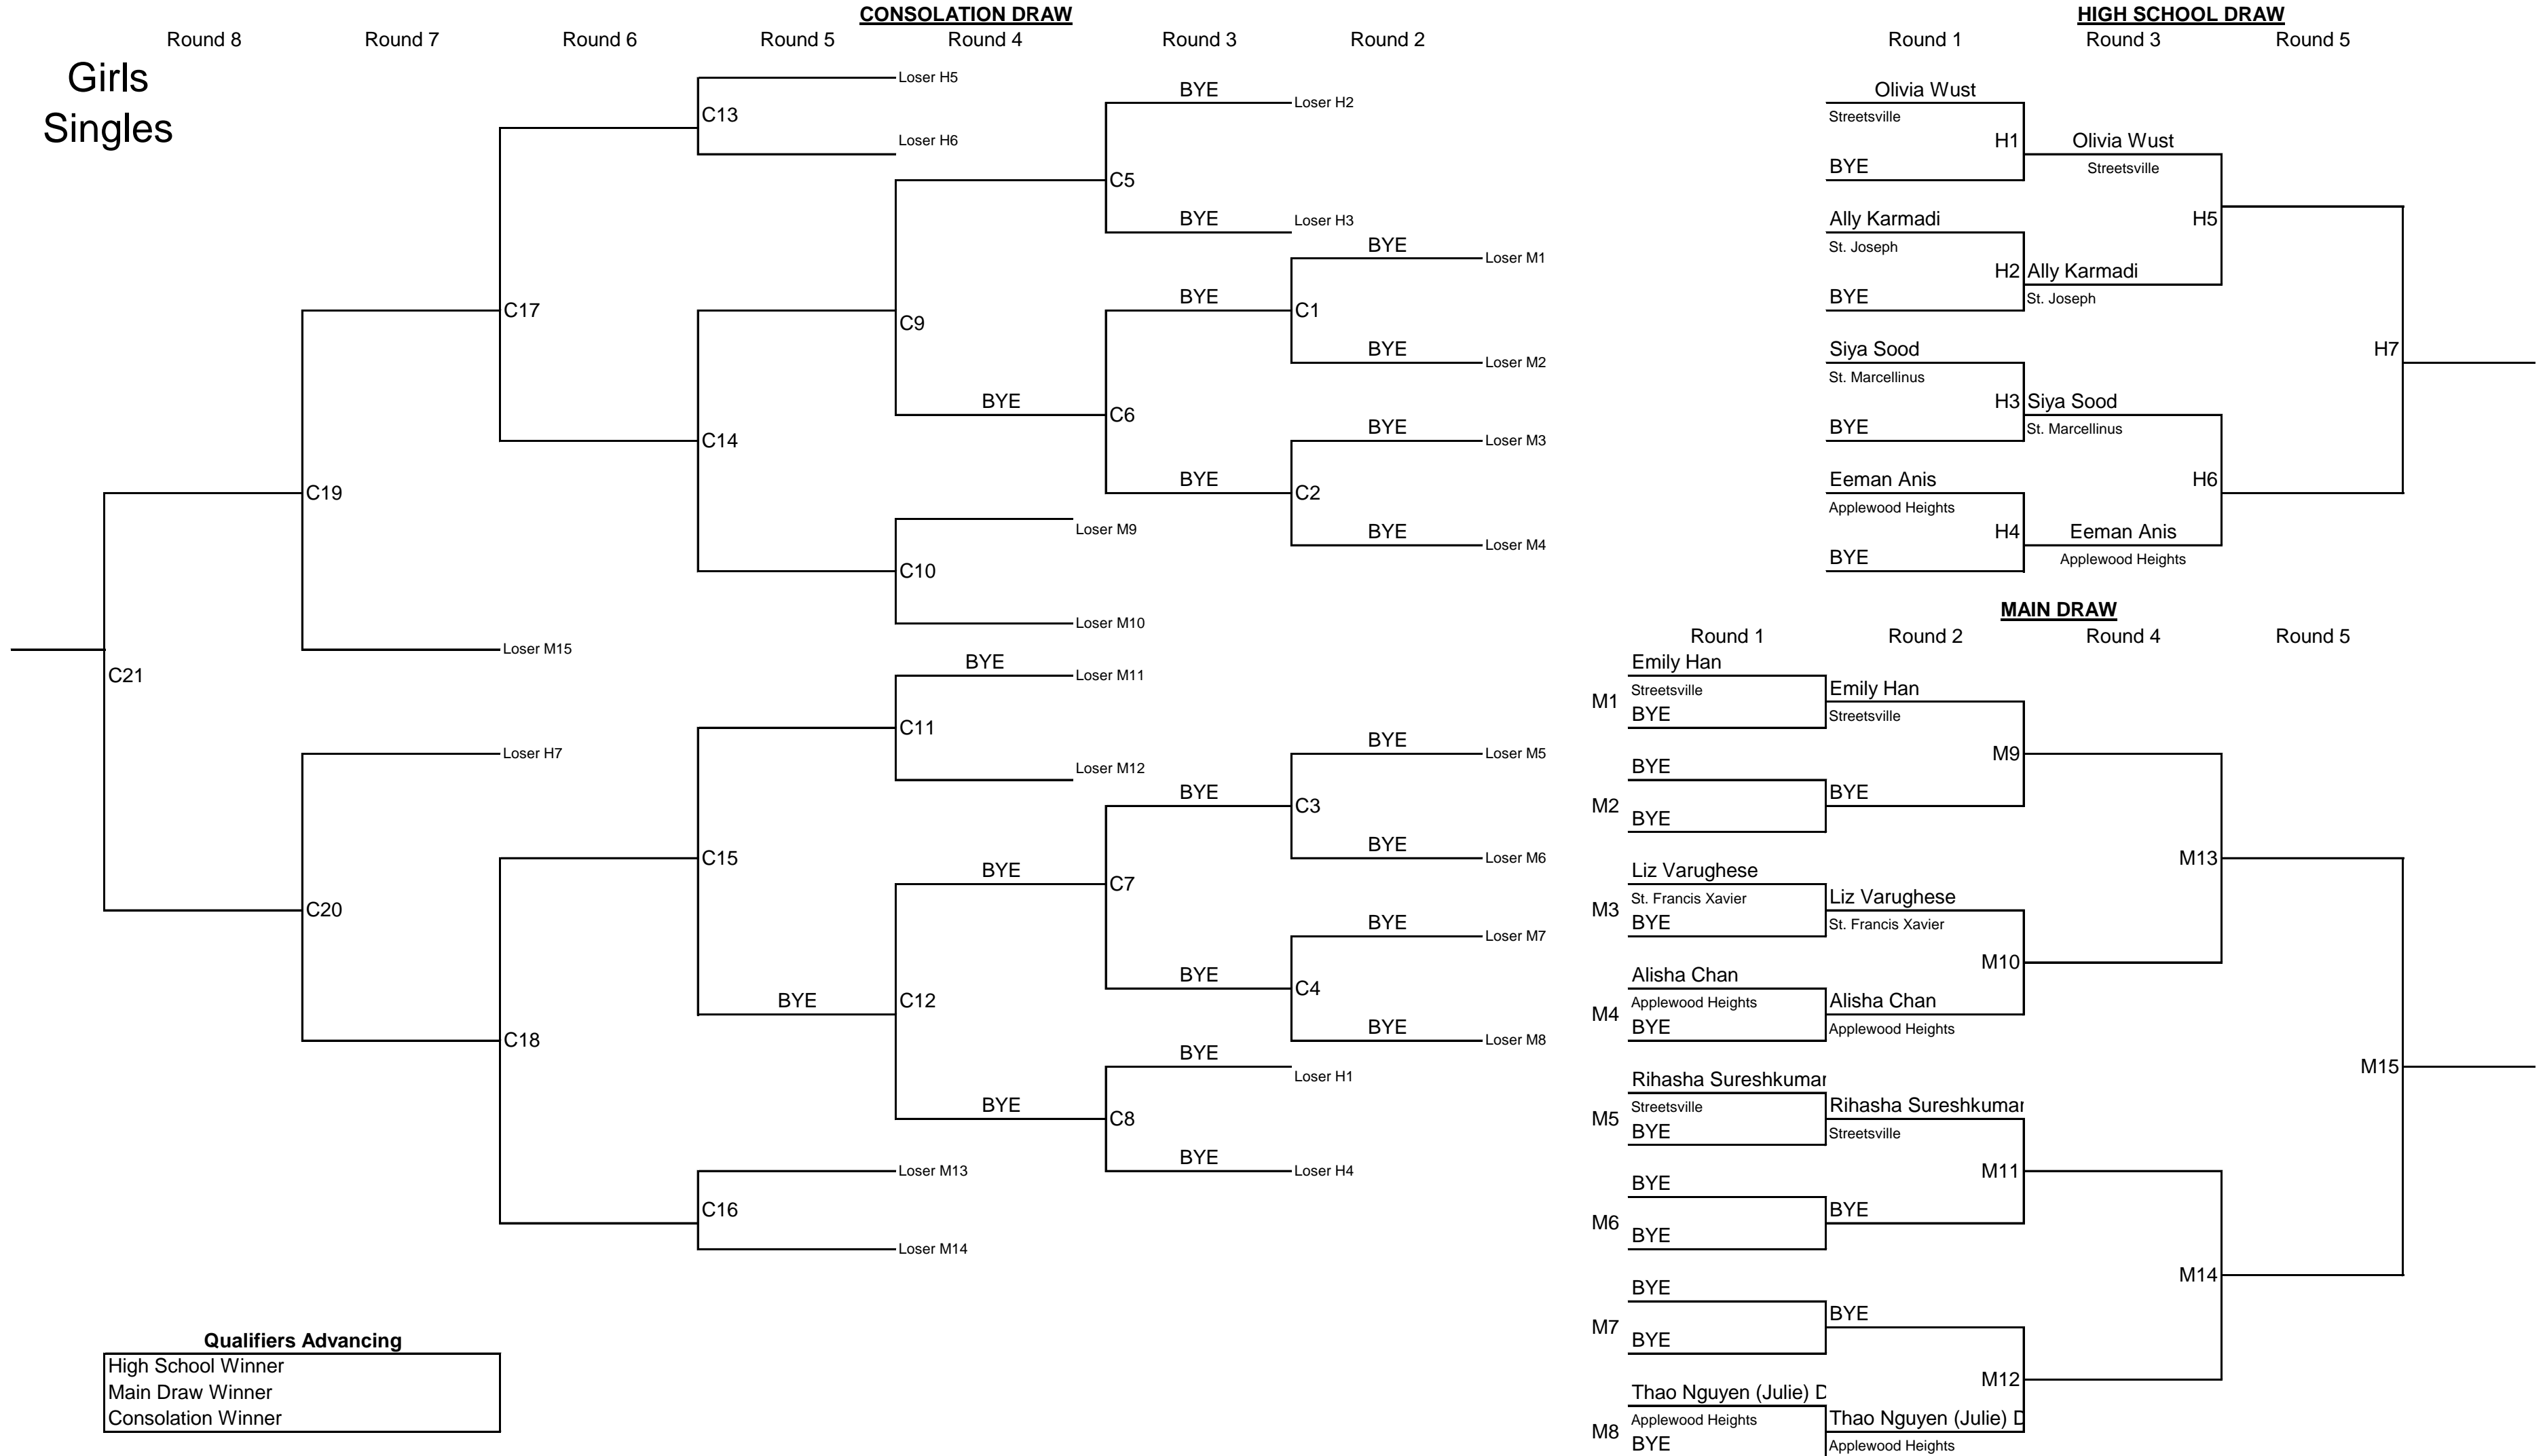 CONSOLATION DRAW
HIGH SCHOOL DRAW
Round 8 Round 7 Round 6 Round 5 Round 4 Round 3 Round 2
Round 1 Round 3 Round 5
Girls
Singles
Loser H5
C13
Loser H6
BYE
Loser H2
C5
BYE
Loser H3
C17
C9
BYE
Loser M1
BYE
C1
BYE
Loser M2
BYE
C6
C14
BYE
Loser M3
BYE
C2
BYE
Loser M4
C19
Loser M9
C10
Loser M10
Loser M15
C21
BYE
Loser M11
C11
Loser M12
Loser H7
BYE
Loser M5
BYE
C3
BYE
Loser M6
C15
BYE
C7
C20
BYE
Loser M7
BYE
C4
BYE
Loser M8
BYE
C12
C18
BYE
Loser H1
BYE
C8
BYE
Loser H4
Loser M13
C16
Loser M14
Qualifiers Advancing
High School Winner
Main Draw Winner
Consolation Winner
Olivia Wust
Streetsville
H1
BYE
Olivia Wust
Streetsville
Ally Karmadi
St. Joseph
H5
H2
BYE
Ally Karmadi
St. Joseph
Siya Sood
St. Marcellinus
H7
H3
BYE
Siya Sood
St. Marcellinus
Eeman Anis
Applewood Heights
H6
H4
BYE
Eeman Anis
Applewood Heights
MAIN DRAW
Round 1 Round 2 Round 4 Round 5
Emily Han
Streetsville
M1
BYE
Emily Han
Streetsville
M9
BYE
M2
BYE
BYE
Liz Varughese
St. Francis Xavier
M3
BYE
Liz Varughese
St. Francis Xavier
M13
M10
Alisha Chan
Applewood Heights
M4
BYE
Alisha Chan
Applewood Heights
M15
Rihasha Sureshkumar
Streetsville
M5
BYE
Rihasha Sureshkumar
Streetsville
M11
BYE
M6
BYE
BYE
M14
BYE
M7
BYE
BYE
M12
Thao Nguyen (Julie) D
Applewood Heights
M8
BYE
Thao Nguyen (Julie) D
Applewood Heights